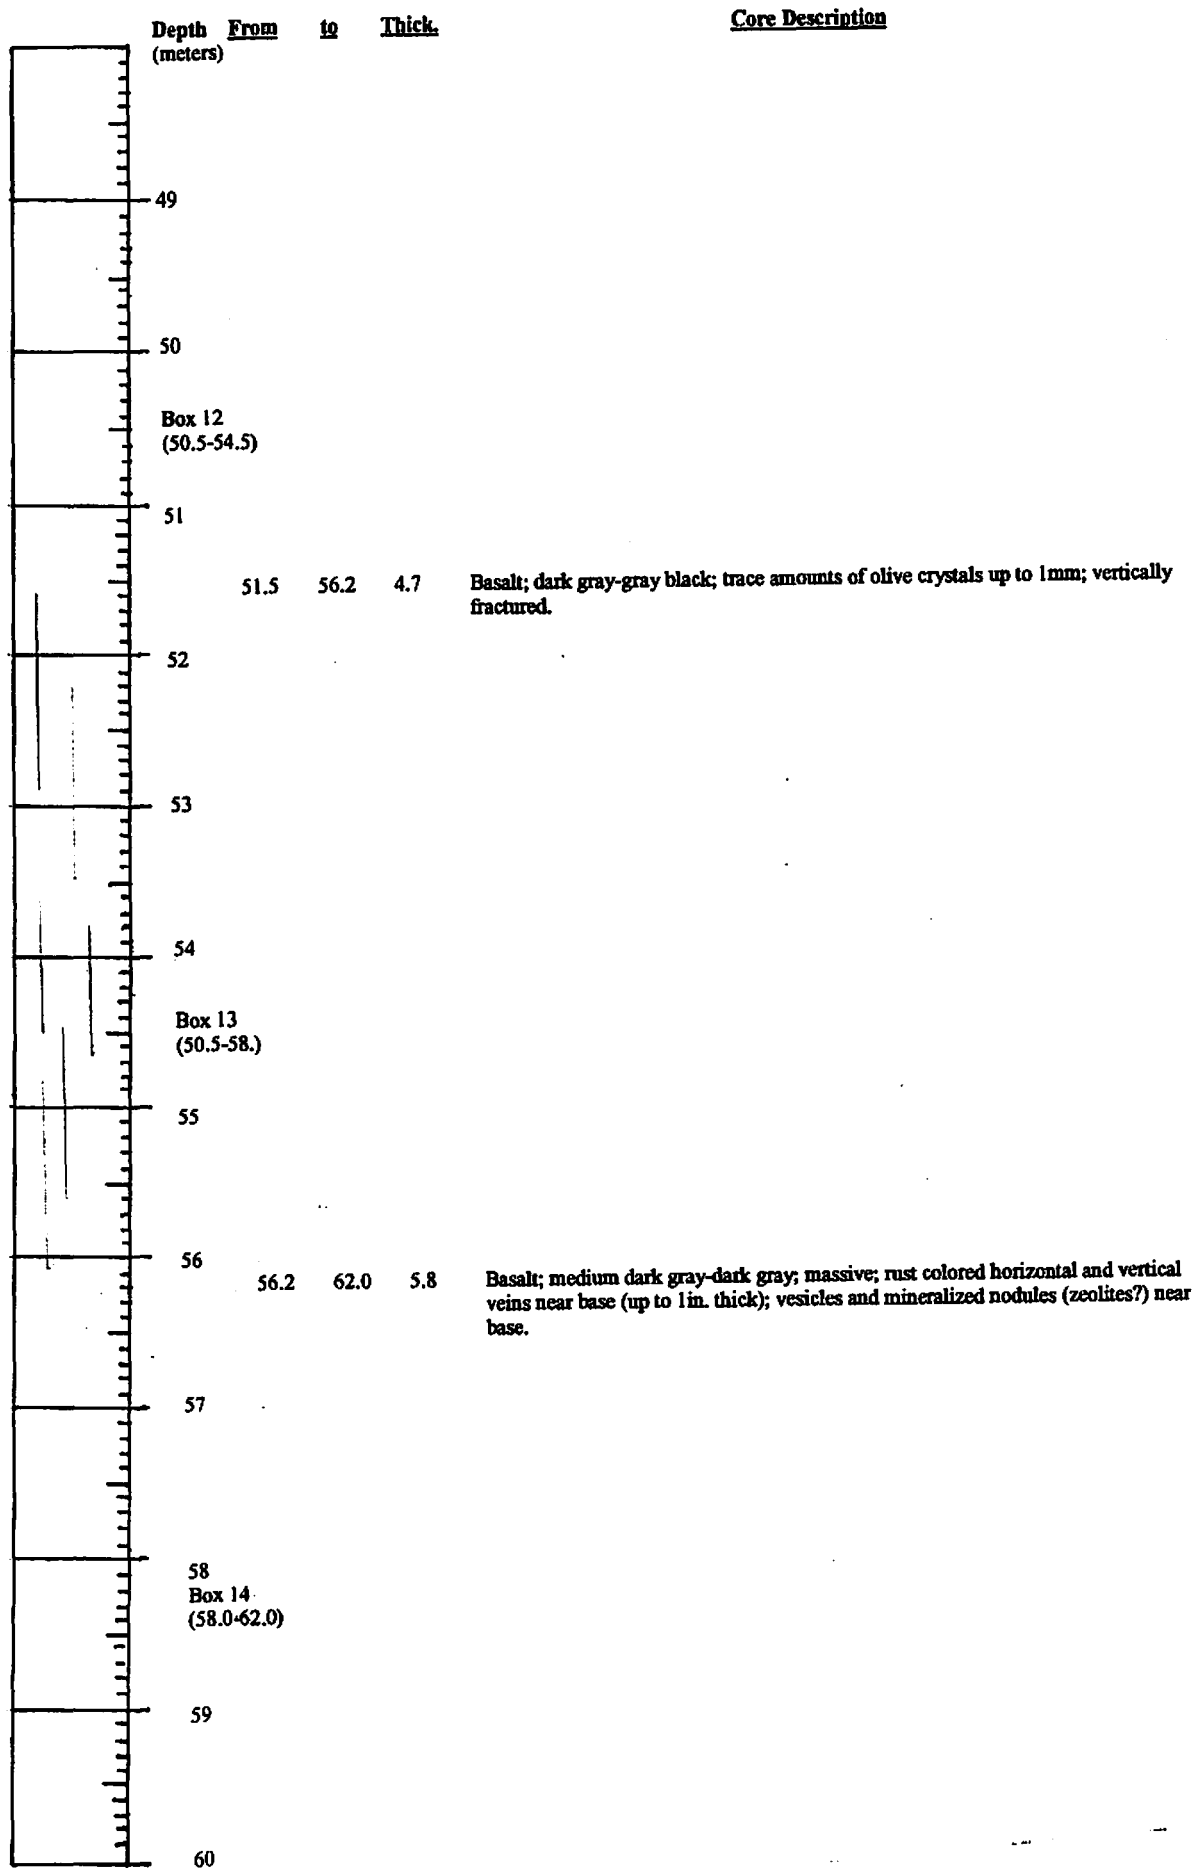 Depth From to Thick. Core Description
(meters)
49
50
Box 12
(50.5-54.5)
51
51.5 56.2 4.7 Basalt; dark gray-gray black; trace amounts of olive crystals up to 1mm; vertically
fractured.
52
53
54
Box 13
(50.5-58.)
55
56
56.2 62.0 5.8 Basalt; medium dark gray-dark gray; massive; rust colored horizontal and vertical
veins near base (up to 1in. thick); vesicles and mineralized nodules (zeolites?) near
base.
57
58
Box 14
(58.0-62.0)
59
60